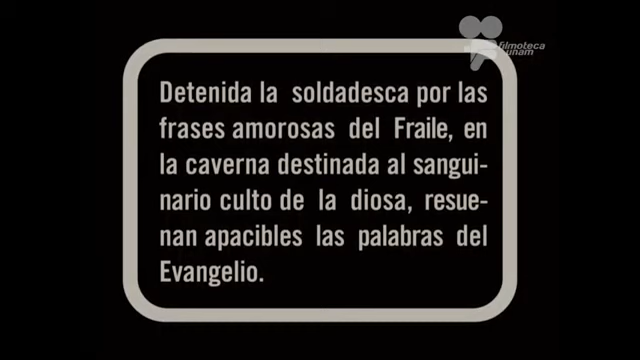 filmoteca
unam
Detenida la soldadesca por las
frases amorosas del Fraile, en
la caverna destinada al sangui-
nario culto de la diosa, resue-
nan apacibles las palabras del
Evangelio.